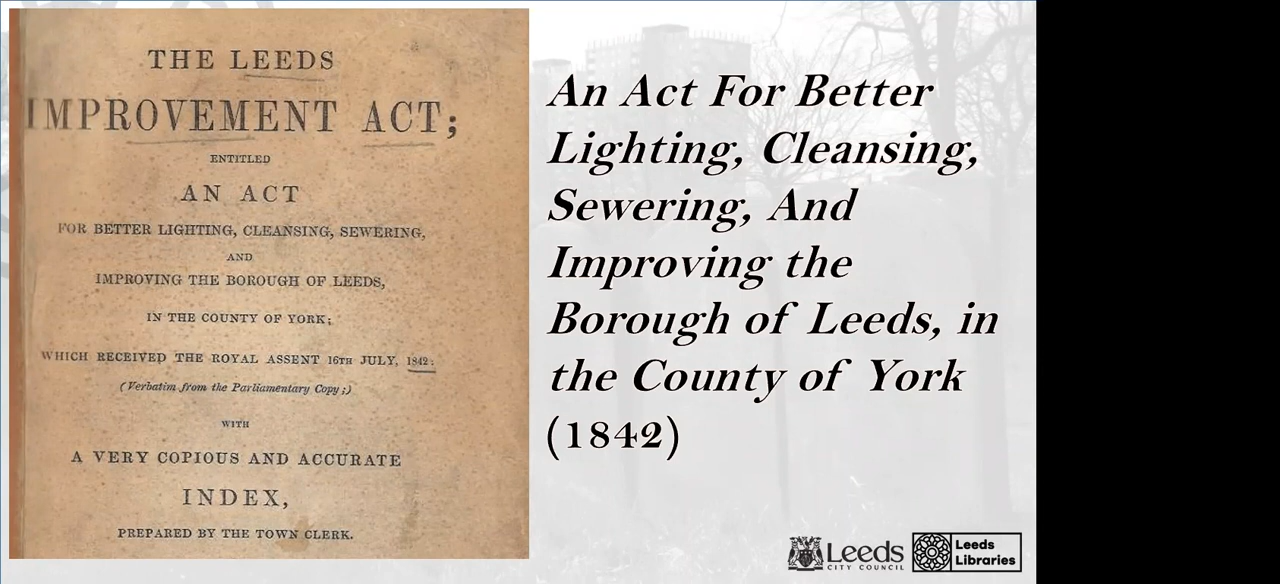 THE LEEDS
IMPROVEMENT ACT;
ENTITLED
AN ACT
FOR BETTER LIGHTING, CLEANSING, SEWERING,
AND
IMPROVING THE BOROUGH OF LEEDS,
IN THE COUNTY OF YORK;
WHICH RECEIVED THE ROYAL ASSENT 16TH JULY, 1842:
(Verbatim from the Parliamentary Copy;)
WITH
A VERY COPIOUS AND ACCURATE
INDEX,
PREPARED BY THE TOWN CLERK.
An Act For Better
Lighting, Cleansing,
Sewering, And
Improving the
Borough of Leeds, in
the County of York
(1842)
Leeds
CITY COUNCIL
Leeds
Libraries